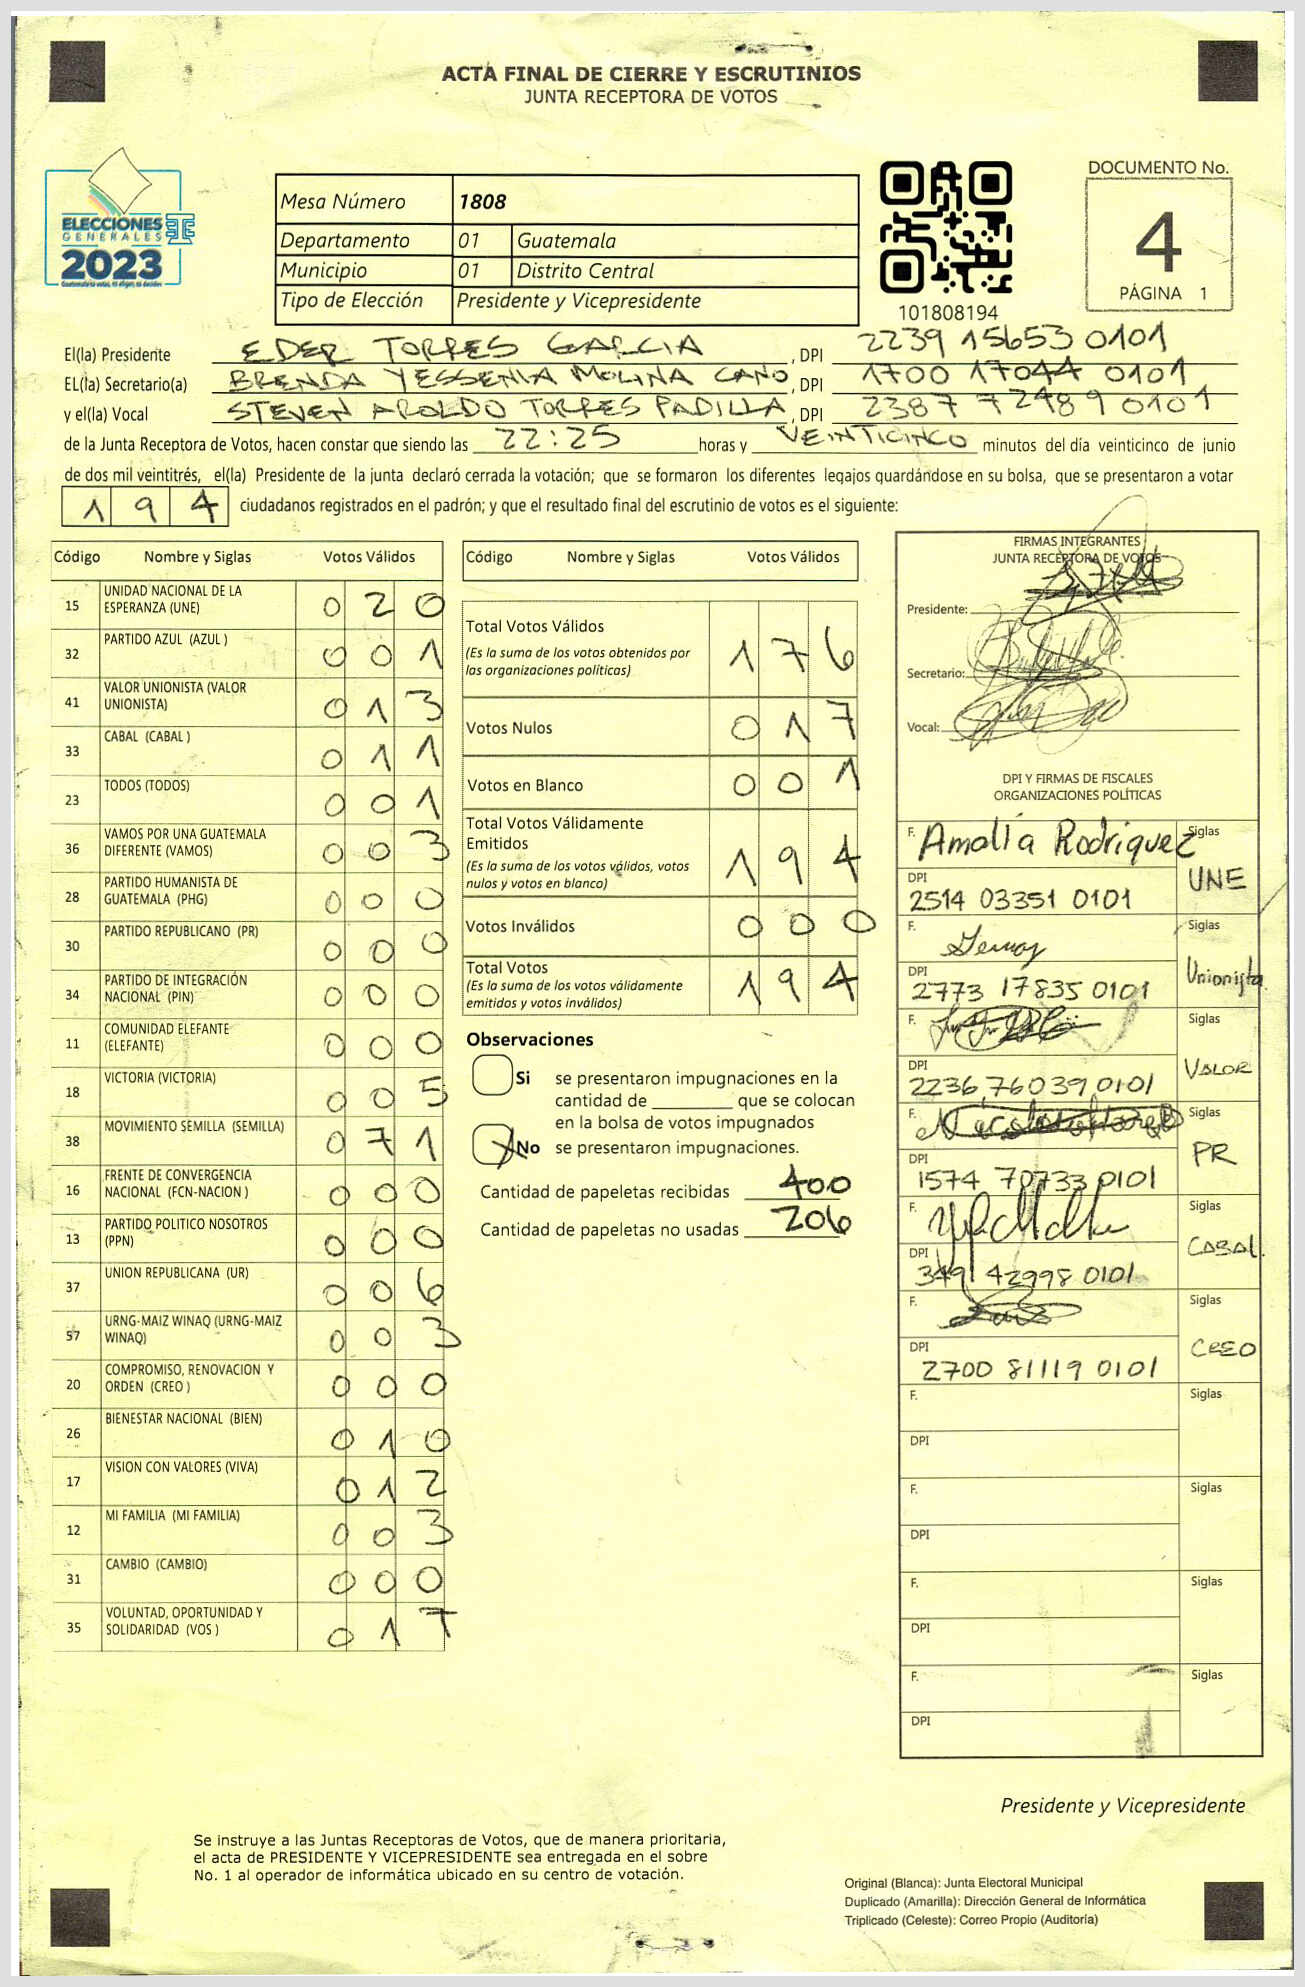 ACTA FINAL DE CIERRE Y ESCRUTINIOS
JUNTA RECEPTORA DE VOTOS
ELECCIONES
GENERALES
2023
Mesa Número 1808
Departamento 01 Guatemala
Municipio 01 Distrito Central
Tipo de Elección Presidente y Vicepresidente
101808194
DOCUMENTO No.
4
PÁGINA 1
El(la) Presidente EDER TORRES GARCIA , DPI 2239 15653 0101
EL(la) Secretario(a) BRENDA YESSENIA MOLINA CANO , DPI 1700 17044 0101
y el(la) Vocal STEVEN AROLDO TORRES PADILLA , DPI 2387 72489 0101
de la Junta Receptora de Votos, hacen constar que siendo las 22:25 horas y VEINTICINCO minutos del día veinticinco de junio
de dos mil veintitrés, el(la) Presidente de la junta declaró cerrada la votación; que se formaron los diferentes legajos guardándose en su bolsa, que se presentaron a votar
194 ciudadanos registrados en el padrón; y que el resultado final del escrutinio de votos es el siguiente:
Código Nombre y Siglas Votos Válidos
15 UNIDAD NACIONAL DE LA ESPERANZA (UNE) 0 2 0
32 PARTIDO AZUL (AZUL ) 0 0 1
41 VALOR UNIONISTA (VALOR UNIONISTA) 0 1 3
33 CABAL (CABAL ) 0 1 1
23 TODOS (TODOS) 0 0 1
36 VAMOS POR UNA GUATEMALA DIFERENTE (VAMOS) 0 0 3
28 PARTIDO HUMANISTA DE GUATEMALA (PHG) 0 0 0
30 PARTIDO REPUBLICANO (PR) 0 0 0
34 PARTIDO DE INTEGRACIÓN NACIONAL (PIN) 0 0 0
11 COMUNIDAD ELEFANTE (ELEFANTE) 0 0 0
18 VICTORIA (VICTORIA) 0 0 5
38 MOVIMIENTO SEMILLA (SEMILLA) 0 7 1
16 FRENTE DE CONVERGENCIA NACIONAL (FCN-NACION ) 0 0 0
13 PARTIDO POLITICO NOSOTROS (PPN) 0 0 0
37 UNION REPUBLICANA (UR) 0 0 6
57 URNG-MAIZ WINAQ (URNG-MAIZ WINAQ) 0 0 3
20 COMPROMISO, RENOVACION Y ORDEN (CREO ) 0 0 0
26 BIENESTAR NACIONAL (BIEN) 0 1 0
17 VISION CON VALORES (VIVA) 0 1 2
12 MI FAMILIA (MI FAMILIA) 0 0 3
31 CAMBIO (CAMBIO) 0 0 0
35 VOLUNTAD, OPORTUNIDAD Y SOLIDARIDAD (VOS ) 0 1 7
Código Nombre y Siglas Votos Válidos
Total Votos Válidos 1 7 6
(Es la suma de los votos obtenidos por
las organizaciones políticas)
Votos Nulos 0 1 7
Votos en Blanco 0 0 1
Total Votos Válidamente
Emitidos 1 9 4
(Es la suma de los votos válidos, votos
nulos y votos en blanco)
Votos Inválidos 0 0 0
Total Votos 1 9 4
(Es la suma de los votos válidamente
emitidos y votos inválidos)
Observaciones
Si se presentaron impugnaciones en la
cantidad de que se colocan
en la bolsa de votos impugnados
No se presentaron impugnaciones.
Cantidad de papeletas recibidas 400
Cantidad de papeletas no usadas 206
FIRMAS INTEGRANTES
JUNTA RECEPTORA DE VOTOS
Presidente:
Secretario:
Vocal:
DPI Y FIRMAS DE FISCALES
ORGANIZACIONES POLÍTICAS
F. Amalia Rodriguez Siglas
DPI UNE
2514 03351 0101
F. Siglas
DPI Unionista
2773 17835 0101
F. Siglas
DPI VALOR
2236 76039 0101
F. Siglas
DPI PR
1574 70733 0101
F. Siglas
DPI CABAL
3491 42998 0101
F. Siglas
DPI CREO
2700 81119 0101
F. Siglas
DPI
F. Siglas
DPI
F. Siglas
DPI
F. Siglas
DPI
Presidente y Vicepresidente
Se instruye a las Juntas Receptoras de Votos, que de manera prioritaria,
el acta de PRESIDENTE Y VICEPRESIDENTE sea entregada en el sobre
No. 1 al operador de informática ubicado en su centro de votación.
Original (Blanca): Junta Electoral Municipal
Duplicado (Amarilla): Dirección General de Informática
Triplicado (Celeste): Correo Propio (Auditoría)